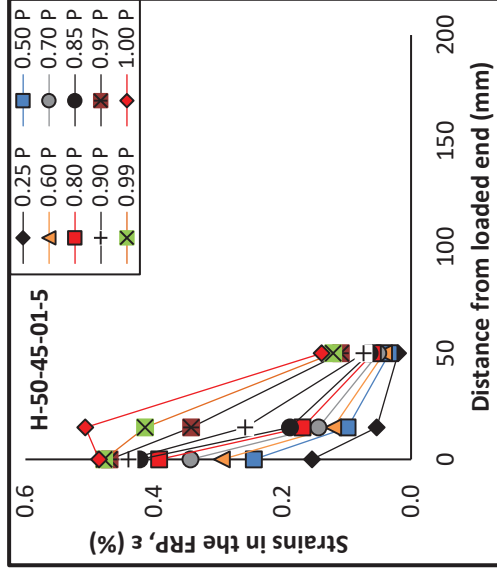 H-50-45-01-5
0.25 P 0.50 P
0.60 P 0.70 P
0.80 P 0.85 P
0.90 P 0.97 P
0.99 P 1.00 P
Strains in the FRP, ε (%)
0.6
0.4
0.2
0.0
0 50 100 150 200
Distance from loaded end (mm)